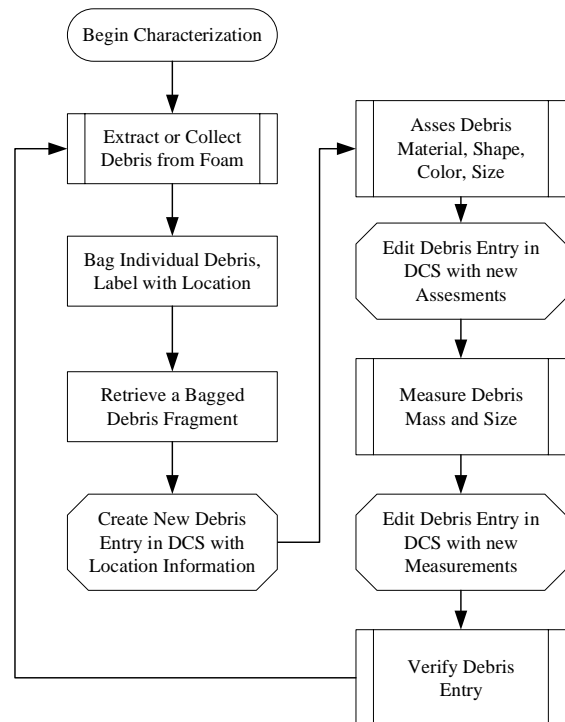 Begin Characterization
Extract or Collect
Debris from Foam
Bag Individual Debris,
Label with Location
Retrieve a Bagged
Debris Fragment
Create New Debris
Entry in DCS with
Location Information
Asses Debris
Material, Shape,
Color, Size
Edit Debris Entry in
DCS with new
Assesments
Measure Debris
Mass and Size
Edit Debris Entry in
DCS with new
Measurements
Verify Debris
Entry